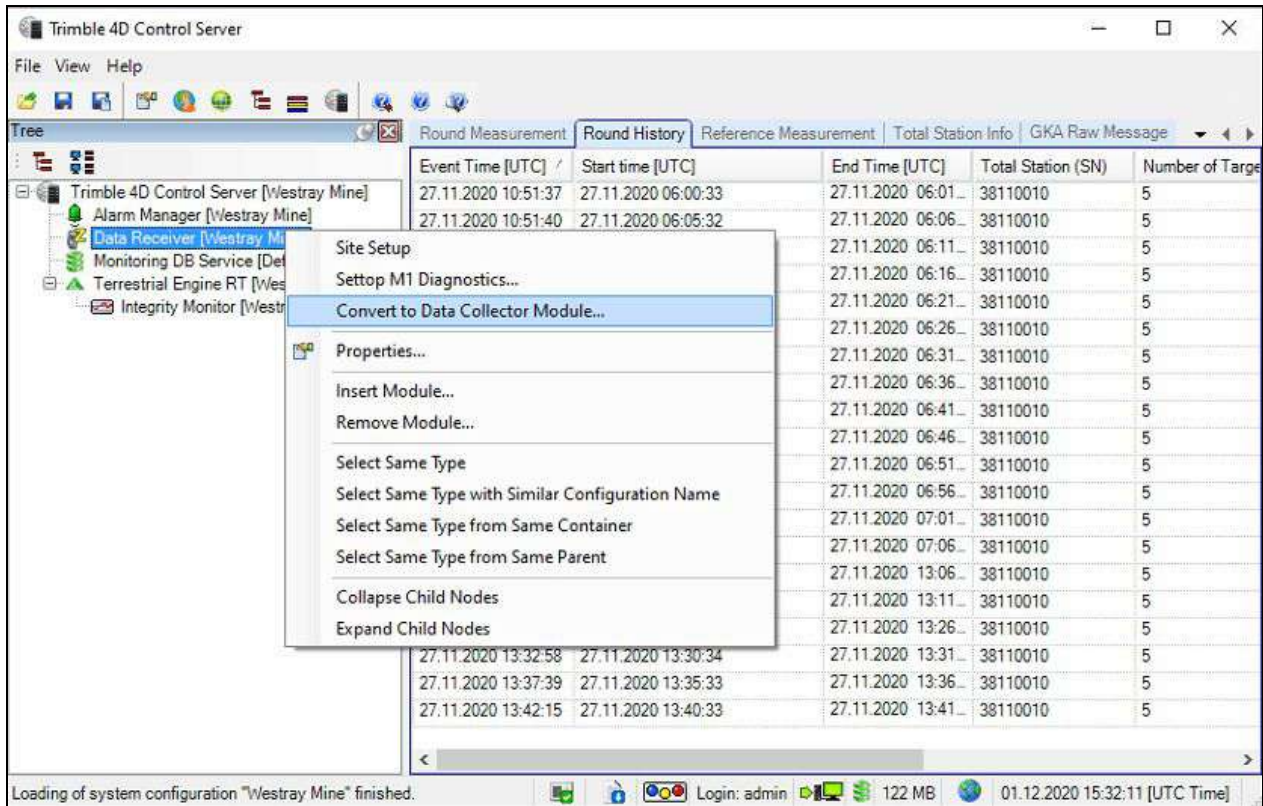 Trimble 4D Control Server
File View Help
Tree
Round Measurement Round History Reference Measurement Total Station Info GKA Raw Message
Event Time [UTC] Start time [UTC] End Time [UTC] Total Station (SN) Number of Targe
Trimble 4D Control Server [Westray Mine]
Alarm Manager [Westray Mine]
Data Receiver [Westray Mi
Monitoring DB Service [Def
Terrestrial Engine RT [Wes
Integrity Monitor [Westr
Site Setup
Settop M1 Diagnostics...
Convert to Data Collector Module...
Properties...
Insert Module...
Remove Module...
Select Same Type
Select Same Type with Similar Configuration Name
Select Same Type from Same Container
Select Same Type from Same Parent
Collapse Child Nodes
Expand Child Nodes
27.11.2020 10:51:37 27.11.2020 06:00:33 27.11.2020 06:01... 38110010 5
27.11.2020 10:51:40 27.11.2020 06:05:32 27.11.2020 06:06... 38110010 5
27.11.2020 06:11... 38110010 5
27.11.2020 06:16... 38110010 5
27.11.2020 06:21... 38110010 5
27.11.2020 06:26... 38110010 5
27.11.2020 06:31... 38110010 5
27.11.2020 06:36... 38110010 5
27.11.2020 06:41... 38110010 5
27.11.2020 06:46... 38110010 5
27.11.2020 06:51... 38110010 5
27.11.2020 06:56... 38110010 5
27.11.2020 07:01... 38110010 5
27.11.2020 07:06... 38110010 5
27.11.2020 13:06... 38110010 5
27.11.2020 13:11... 38110010 5
27.11.2020 13:26... 38110010 5
27.11.2020 13:32:58 27.11.2020 13:30:34 27.11.2020 13:31... 38110010 5
27.11.2020 13:37:39 27.11.2020 13:35:33 27.11.2020 13:36... 38110010 5
27.11.2020 13:42:15 27.11.2020 13:40:33 27.11.2020 13:41... 38110010 5
Loading of system configuration "Westray Mine" finished. Login: admin 122 MB 01.12.2020 15:32:11 [UTC Time]